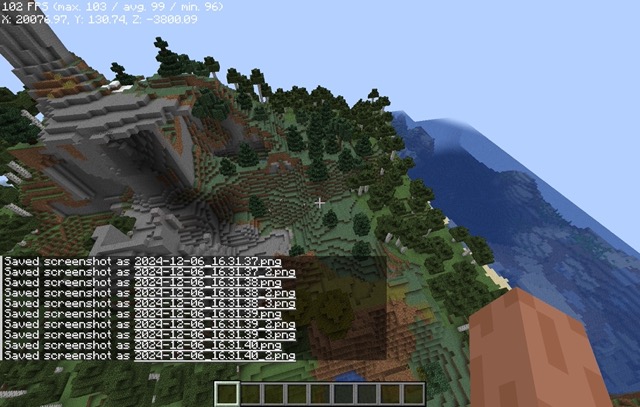 102 FPS (max. 103 / avg. 99 / min. 96)
X: 20076.97, Y: 130.74, Z: -3800.09
Saved screenshot as 2024-12-06_16.31.37.png
Saved screenshot as 2024-12-06_16.31.37_2.png
Saved screenshot as 2024-12-06_16.31.38.png
Saved screenshot as 2024-12-06_16.31.38_2.png
Saved screenshot as 2024-12-06_16.31.38_3.png
Saved screenshot as 2024-12-06_16.31.39.png
Saved screenshot as 2024-12-06_16.31.39_2.png
Saved screenshot as 2024-12-06_16.31.39_3.png
Saved screenshot as 2024-12-06_16.31.40.png
Saved screenshot as 2024-12-06_16.31.40_2.png